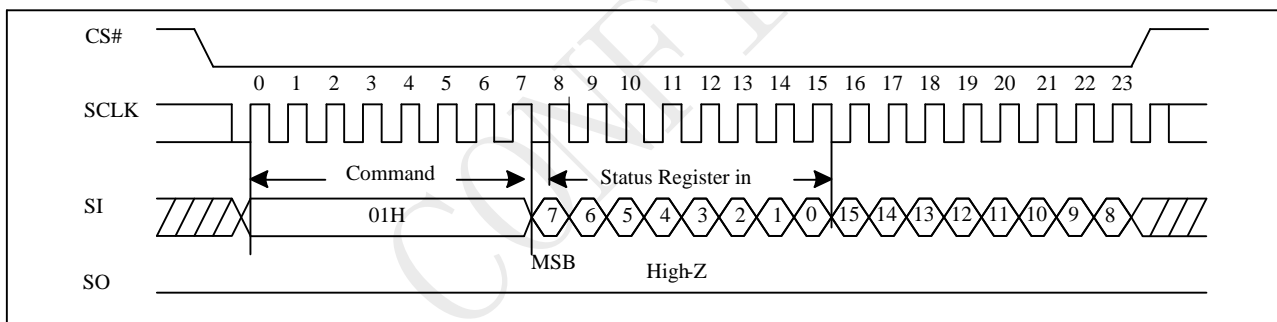 CS#
0 1 2 3 4 5 6 7 8 9 10 11 12 13 14 15 16 17 18 19 20 21 22 23
SCLK
Command Status Register in
SI 01H 7 6 5 4 3 2 1 0 15 14 13 12 11 10 9 8
MSB High-Z
SO